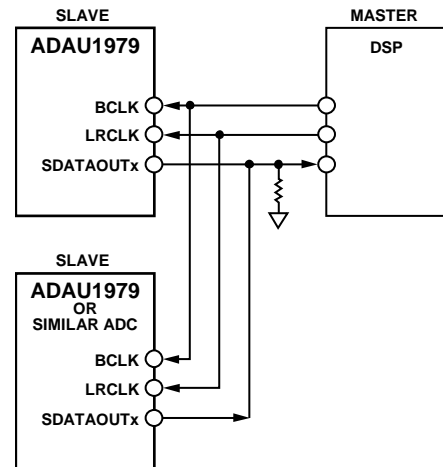 SLAVE
ADAU1979
BCLK
LRCLK
SDATAOUTx
MASTER
DSP
SLAVE
ADAU1979
OR
SIMILAR ADC
BCLK
LRCLK
SDATAOUTx